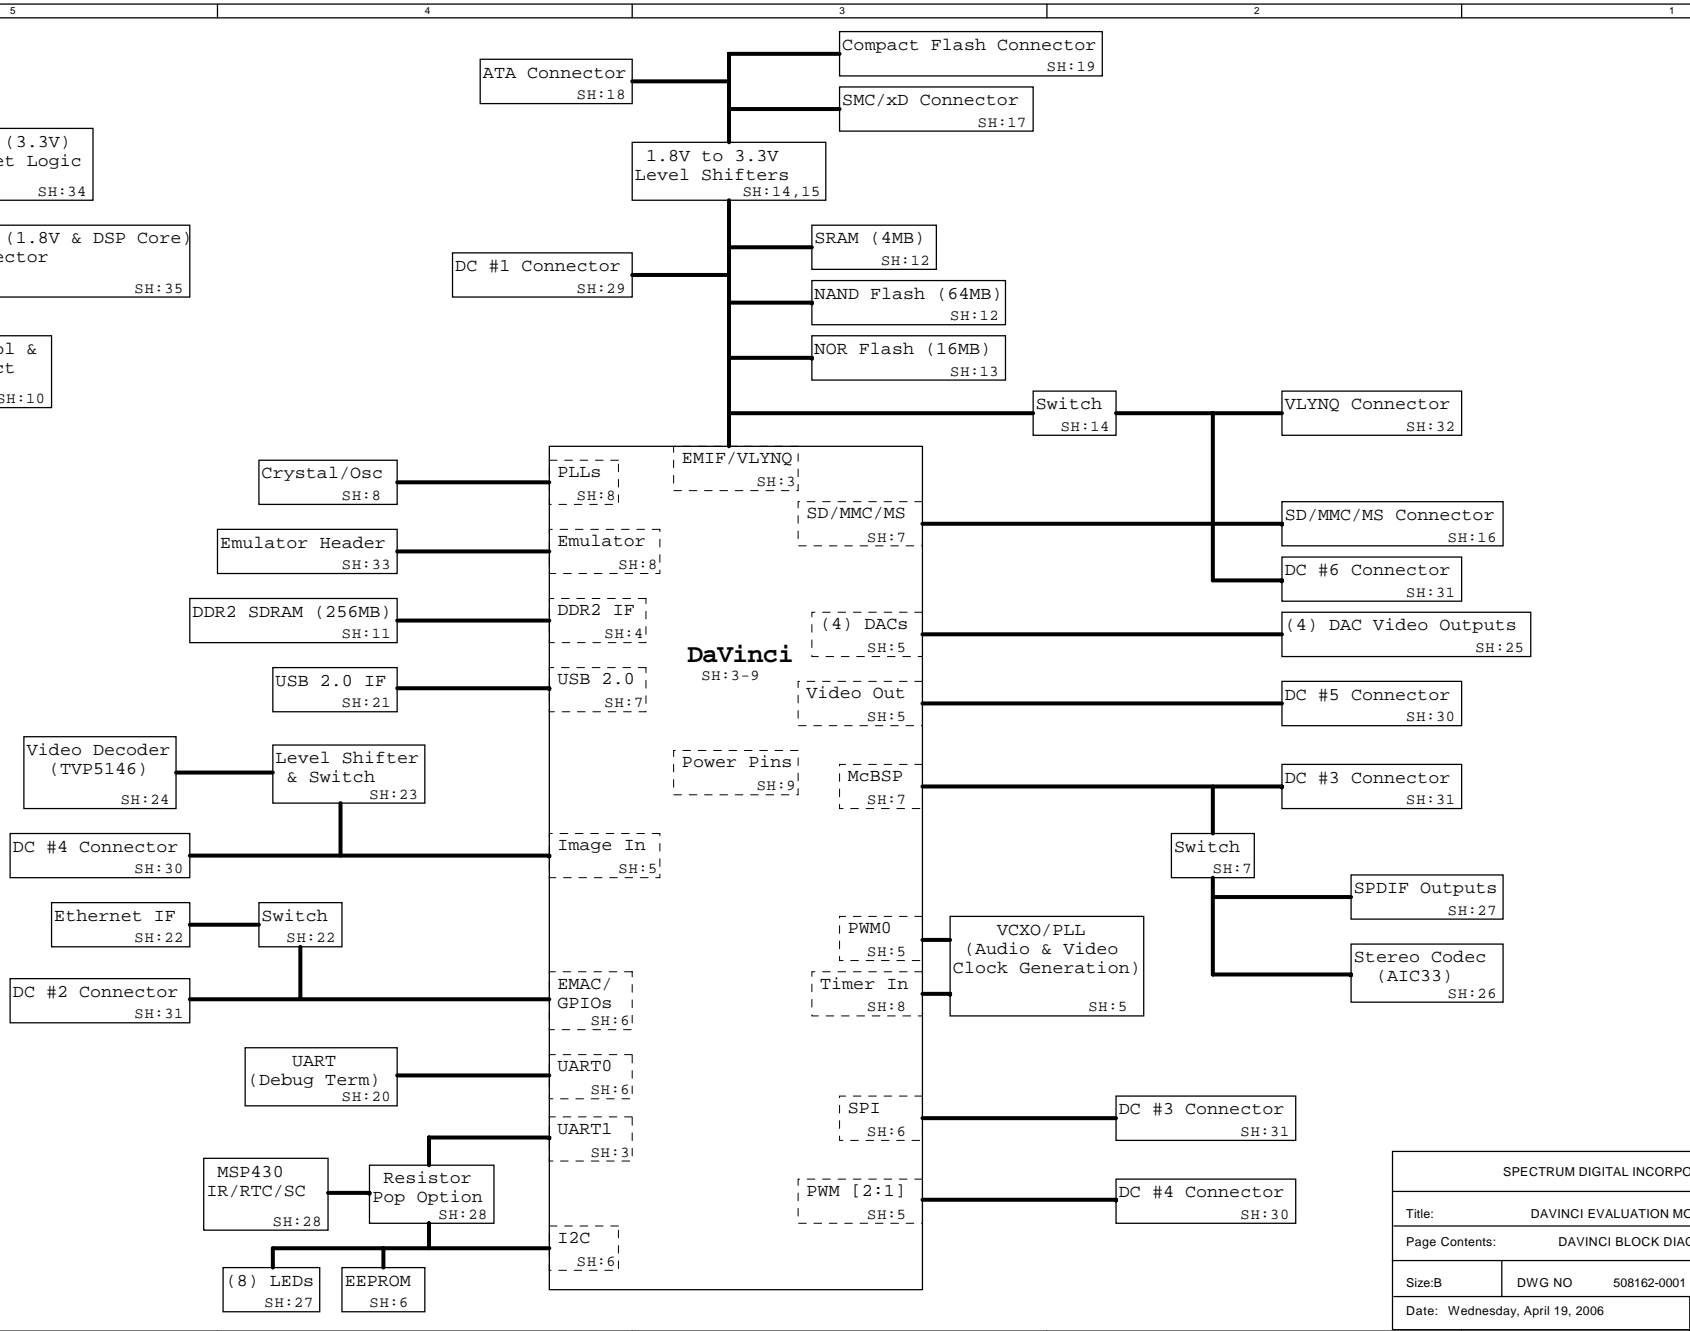 5 4 3 2 1
Compact Flash Connector
SH:19
ATA Connector
SH:18
SMC/xD Connector
SH:17
(3.3V)
et Logic
SH:34
1.8V to 3.3V
Level Shifters
SH:14,15
(1.8V & DSP Core)
ector
SH:35
SRAM (4MB)
SH:12
DC #1 Connector
SH:29
NAND Flash (64MB)
SH:12
NOR Flash (16MB)
SH:13
ol &
ct
SH:10
Switch
SH:14
VLYNQ Connector
SH:32
EMIF/VLYNQ
SH:3
Crystal/Osc
SH:8
PLLs
SH:8
SD/MMC/MS
SH:7
SD/MMC/MS Connector
SH:16
Emulator Header
SH:33
Emulator
SH:8
DC #6 Connector
SH:31
DDR2 SDRAM (256MB)
SH:11
DDR2 IF
SH:4
(4) DACs
SH:5
(4) DAC Video Outputs
SH:25
DaVinci
SH:3-9
USB 2.0 IF
SH:21
USB 2.0
SH:7
Video Out
SH:5
DC #5 Connector
SH:30
Video Decoder
(TVP5146)
SH:24
Level Shifter
& Switch
SH:23
Power Pins
SH:9
McBSP
SH:7
DC #3 Connector
SH:31
DC #4 Connector
SH:30
Image In
SH:5
Switch
SH:7
SPDIF Outputs
SH:27
Ethernet IF
SH:22
Switch
SH:22
PWM0
SH:5
VCXO/PLL
(Audio & Video
Clock Generation)
SH:5
Stereo Codec
(AIC33)
SH:26
DC #2 Connector
SH:31
EMAC/
GPIOs
SH:6
Timer In
SH:8
UART
(Debug Term)
SH:20
UART0
SH:6
UART1
SH:3
SPI
SH:6
DC #3 Connector
SH:31
MSP430
IR/RTC/SC
SH:28
Resistor
Pop Option
SH:28
PWM [2:1]
SH:5
DC #4 Connector
SH:30
I2C
SH:6
(8) LEDs
SH:27
EEPROM
SH:6
SPECTRUM DIGITAL INCORPO
Title: DAVINCI EVALUATION MO
Page Contents: DAVINCI BLOCK DIAG
Size:B DWG NO 508162-0001
Date: Wednesday, April 19, 2006